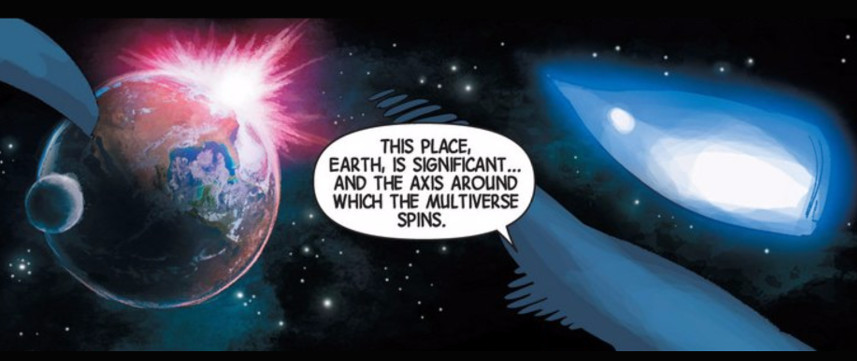 THIS PLACE,
EARTH, IS SIGNIFICANT...
AND THE AXIS AROUND
WHICH THE MULTIVERSE
SPINS.